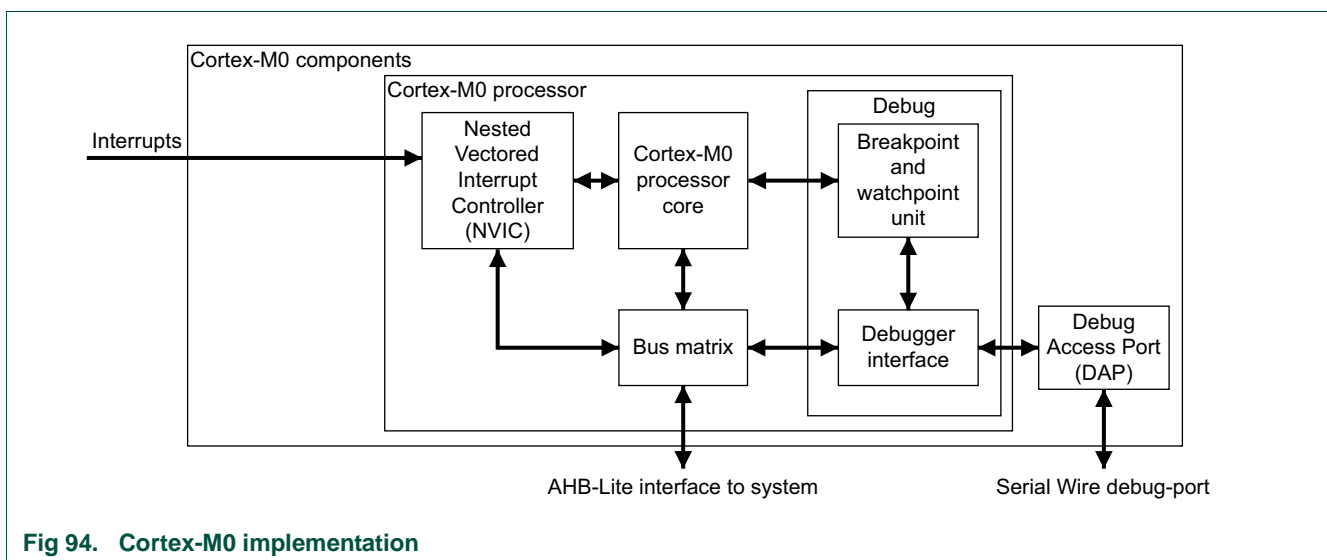 Cortex-M0 components
Cortex-M0 processor
Debug
Interrupts
Nested
Vectored
Interrupt
Controller
(NVIC)
Cortex-M0
processor
core
Breakpoint
and
watchpoint
unit
Bus matrix
Debugger
interface
Debug
Access Port
(DAP)
AHB-Lite interface to system
Serial Wire debug-port
Fig 94. Cortex-M0 implementation